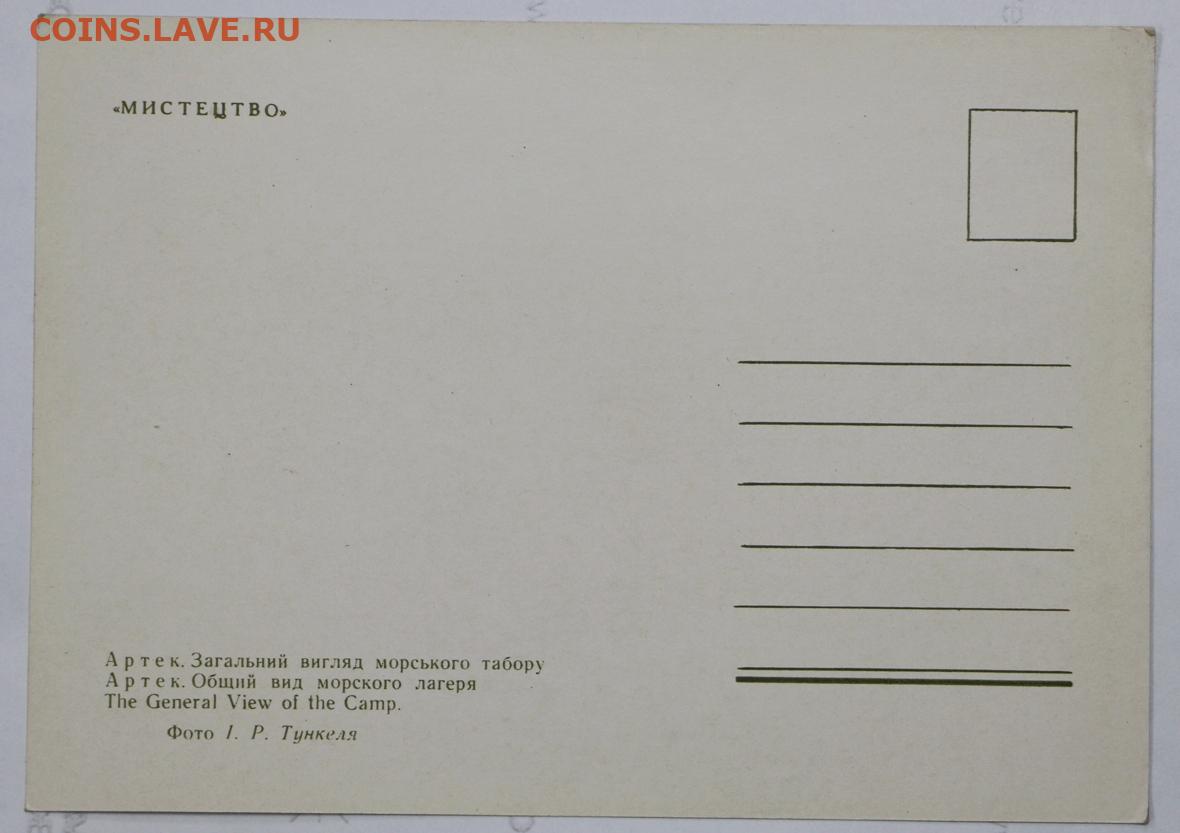 COINS.LAVE.RU
«МИСТЕЦТВО»
Артек. Загальний вигляд морського табору
Артек. Общий вид морского лагеря
The General View of the Camp.
Фото І. Р. Тункеля